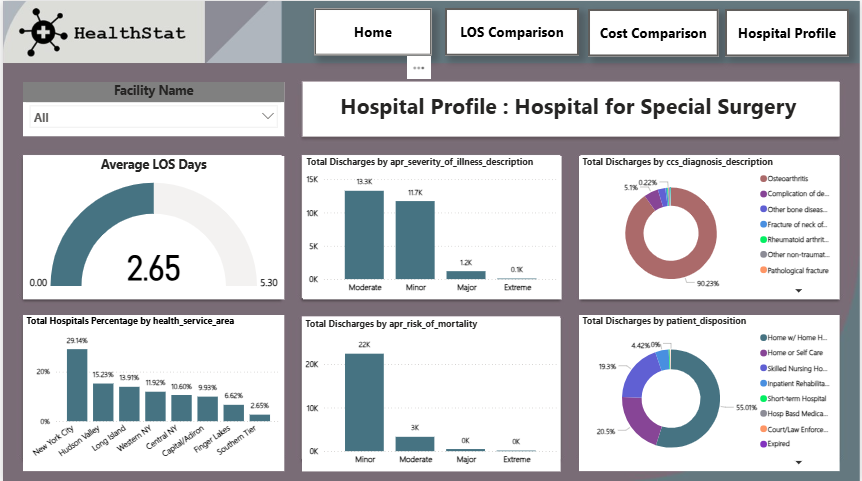 HealthStat
Home
LOS Comparison
Cost Comparison
Hospital Profile
Facility Name
All
Hospital Profile : Hospital for Special Surgery
Average LOS Days
2.65
0.00
5.30
Total Discharges by apr_severity_of_illness_description
15K
10K
5K
0K
13.3K
11.7K
1.2K
0.1K
Moderate
Minor
Major
Extreme
Total Discharges by ccs_diagnosis_description
0.22%
5.1%
90.23%
Osteoarthritis
Complication of de...
Other bone diseas...
Fracture of neck of...
Rheumatoid arthrit...
Other non-traumat...
Pathological fracture
Total Hospitals Percentage by health_service_area
20%
0%
29.14%
15.23%
13.91%
11.92%
10.60%
9.93%
6.62%
2.65%
New York City
Hudson Valley
Long Island
Western NY
Central NY
Capital/Adiron
Finger Lakes
Southern Tier
Total Discharges by apr_risk_of_mortality
20K
10K
0K
22K
3K
0K
0K
Minor
Moderate
Major
Extreme
Total Discharges by patient_disposition
4.42%
0%
19.3%
20.5%
55.01%
Home w/ Home H...
Home or Self Care
Skilled Nursing Ho...
Inpatient Rehabilita...
Short-term Hospital
Hosp Basd Medica...
Court/Law Enforce...
Expired